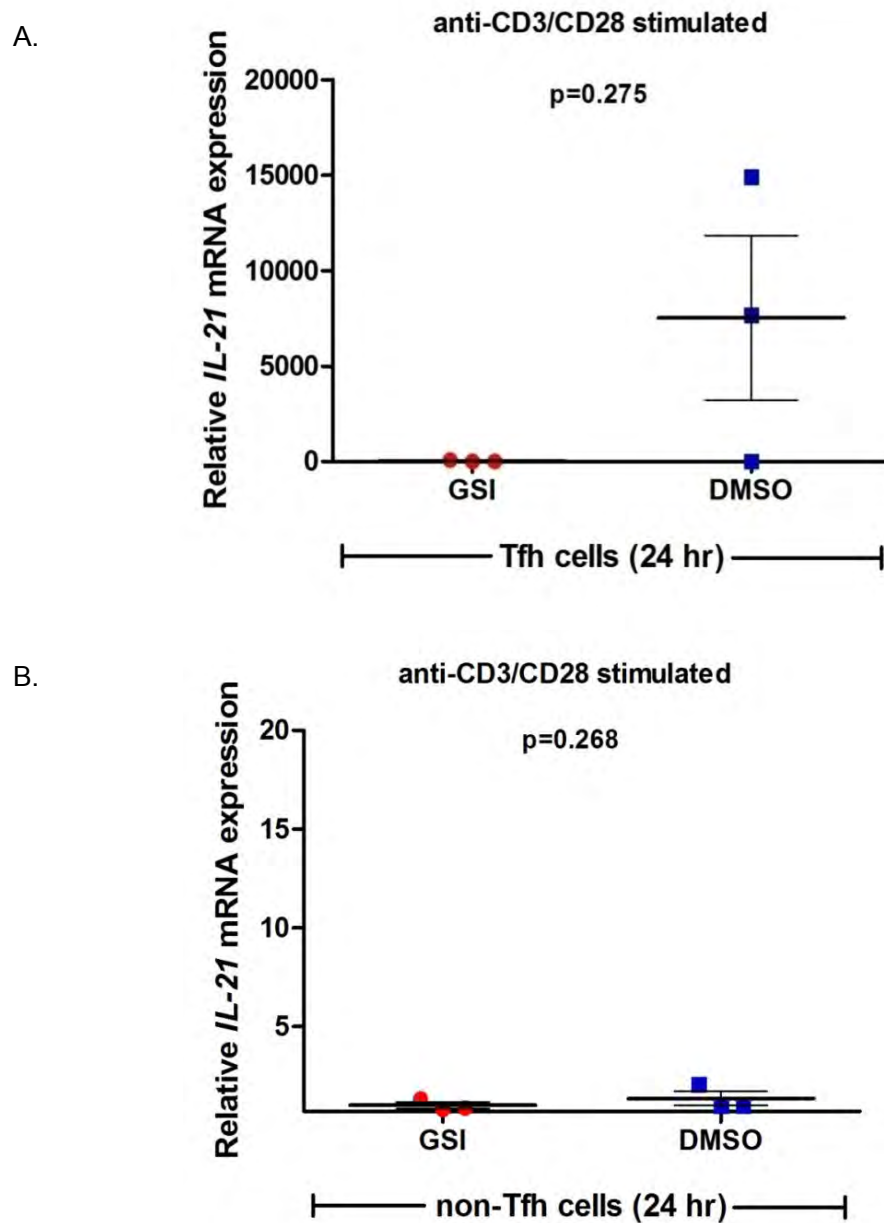 A.
anti-CD3/CD28 stimulated
p=0.275
Relative IL-21 mRNA expression
20000
15000
10000
5000
0
GSI DMSO
Tfh cells (24 hr)
B.
anti-CD3/CD28 stimulated
p=0.268
Relative IL-21 mRNA expression
20
15
10
5
GSI DMSO
non-Tfh cells (24 hr)